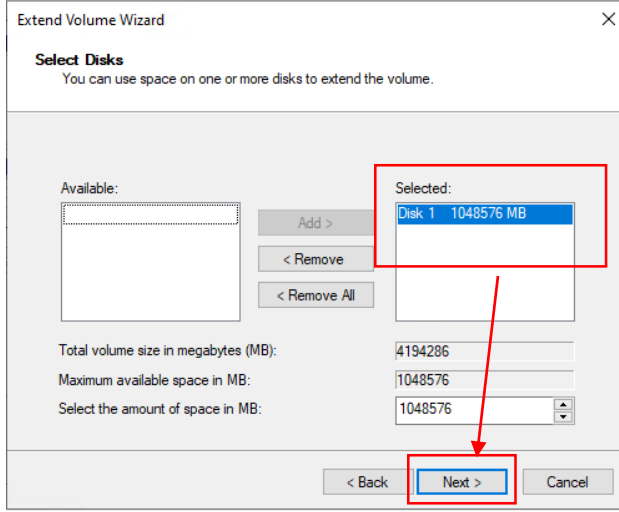 Extend Volume Wizard
Select Disks
You can use space on one or more disks to extend the volume.
Available:
Selected:
Disk 1 1048576 MB
Add >
< Remove
< Remove All
Total volume size in megabytes (MB): 4194286
Maximum available space in MB: 1048576
Select the amount of space in MB: 1048576
< Back Next > Cancel